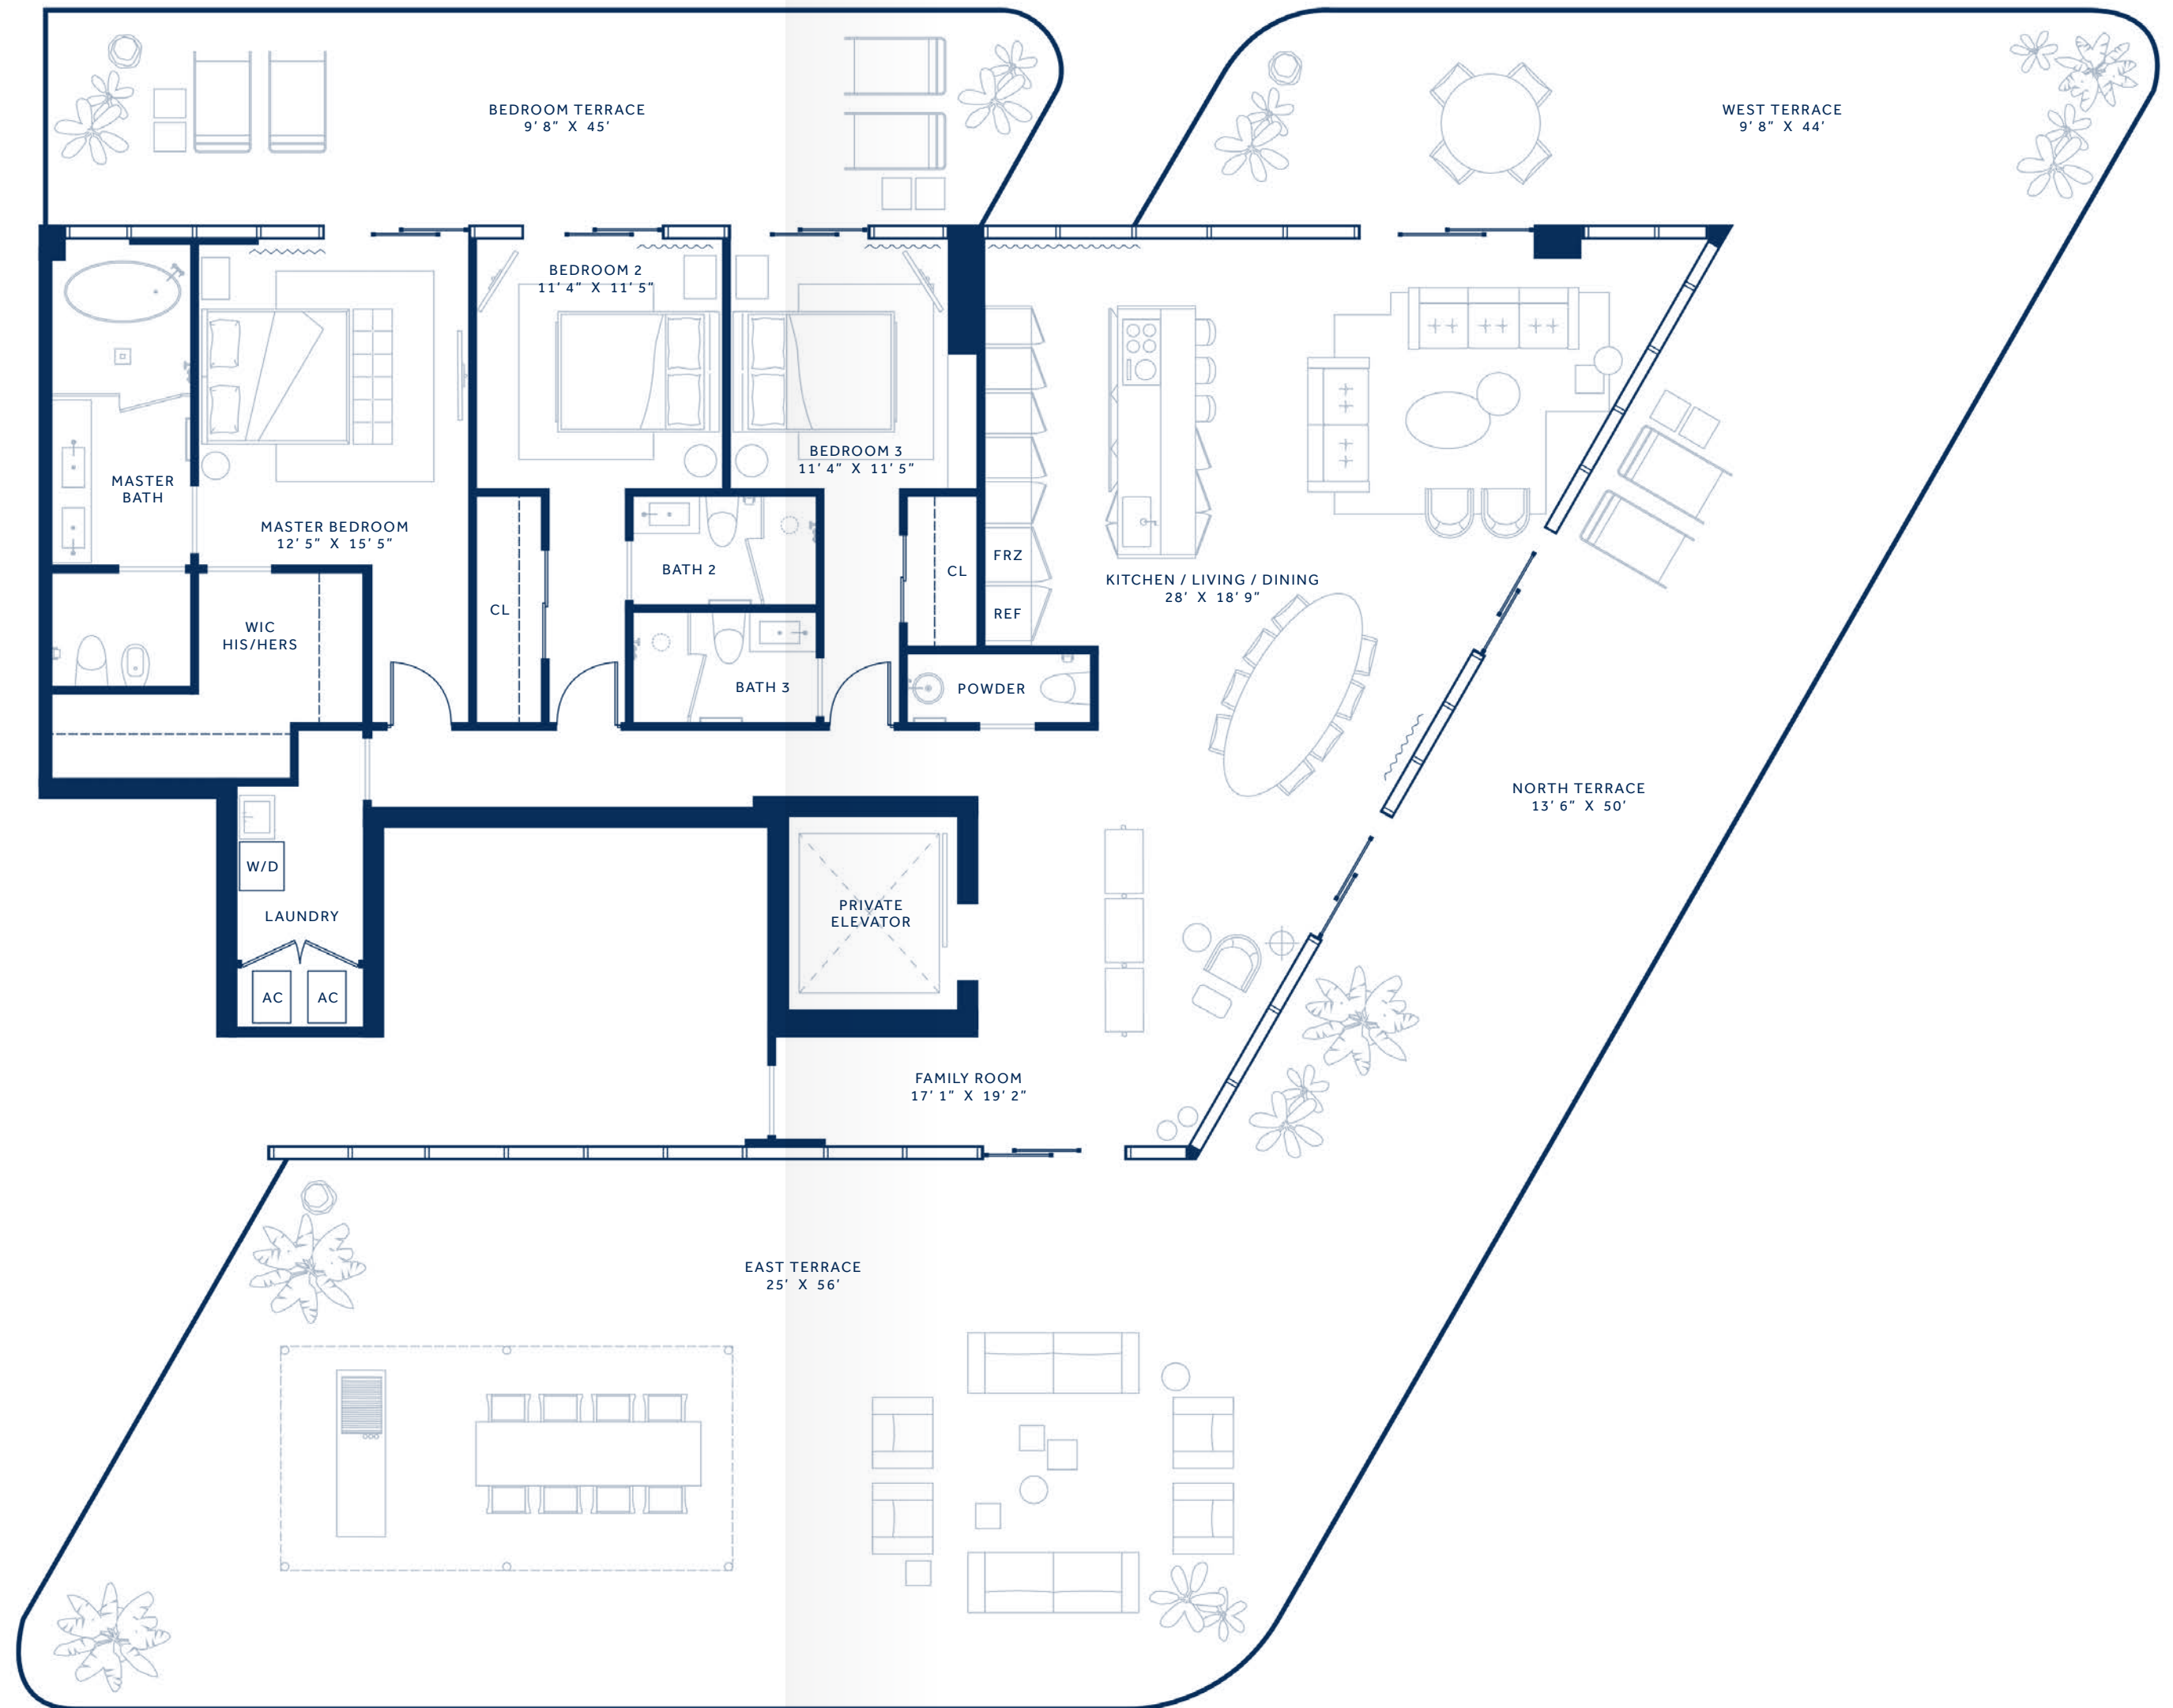 BEDROOM TERRACE
9' 8" X 45'
WEST TERRACE
9' 8" X 44'
BEDROOM 2
11' 4" X 11' 5"
BEDROOM 3
11' 4" X 11' 5"
MASTER
BATH
MASTER BEDROOM
12' 5" X 15' 5"
BATH 2
CL
CL
FRZ
REF
KITCHEN / LIVING / DINING
28' X 18' 9"
WIC
HIS/HERS
BATH 3
POWDER
NORTH TERRACE
13' 6" X 50'
W/D
LAUNDRY
AC
AC
PRIVATE
ELEVATOR
FAMILY ROOM
17' 1" X 19' 2"
EAST TERRACE
25' X 56'